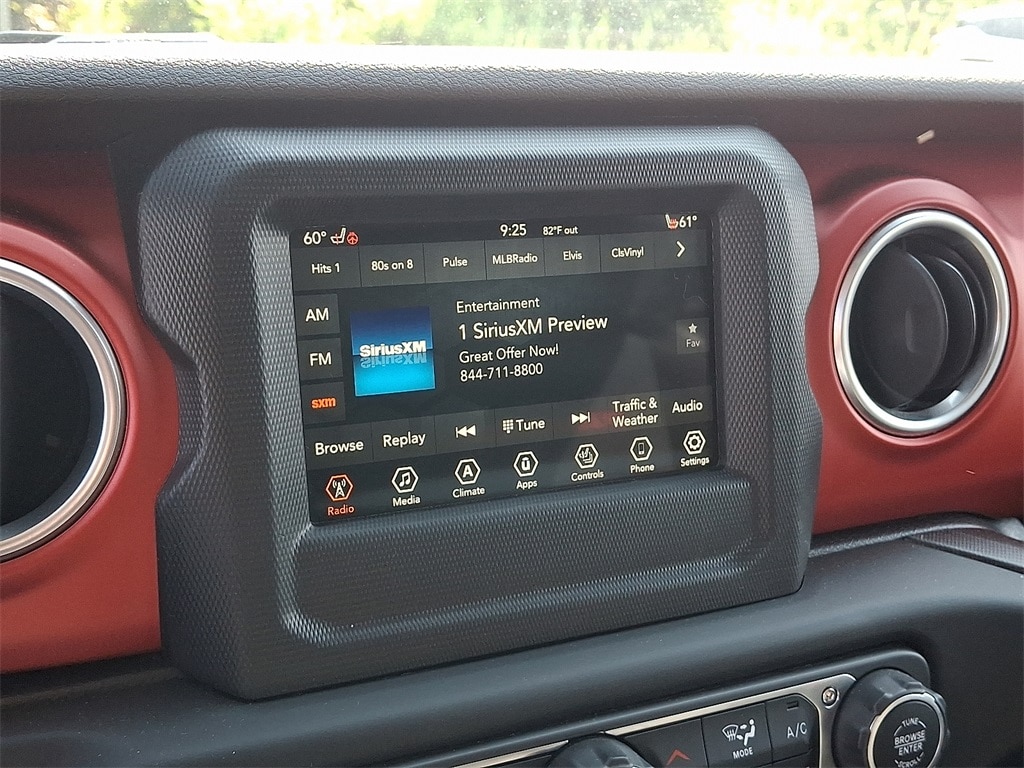 60° 9:25 82°F out 61°
Hits 1 80s on 8 Pulse MLBRadio Elvis ClsVinyl
AM
FM
sxm
SiriusXM
Entertainment
1 SiriusXM Preview
Great Offer Now!
844-711-8800
Fav
Browse Replay Tune Traffic & Weather Audio
Radio Media Climate Apps Controls Phone Settings
A
ū
MODE
A/C
TUNE
BROWSE
ENTER
SCROLL